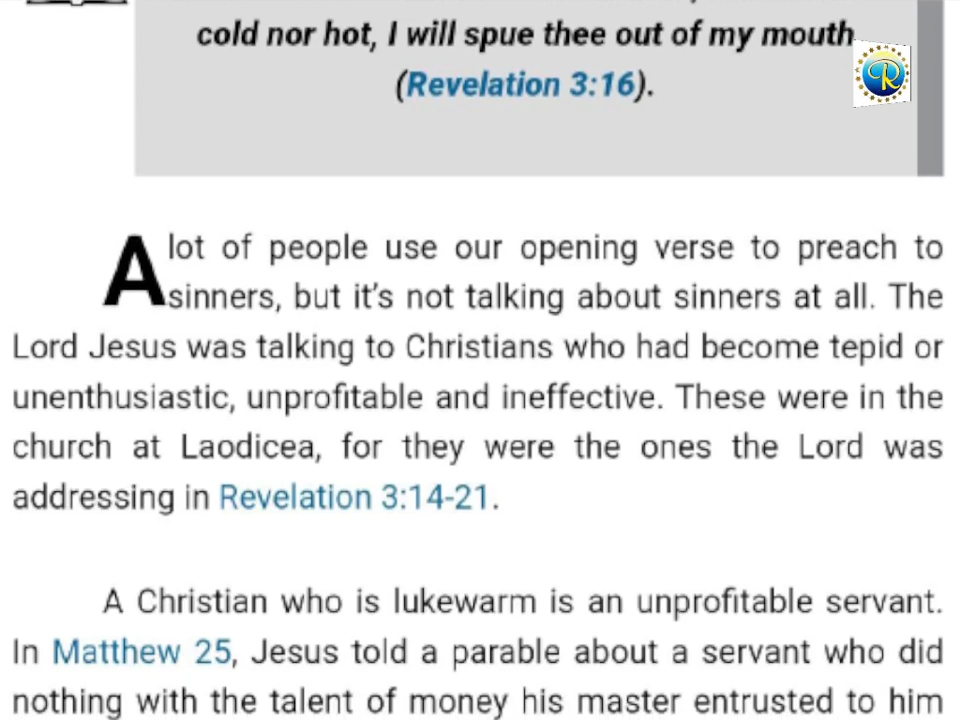 cold nor hot, I will spue thee out of my mouth
(Revelation 3:16).
R
A lot of people use our opening verse to preach to
sinners, but it's not talking about sinners at all. The
Lord Jesus was talking to Christians who had become tepid or
unenthusiastic, unprofitable and ineffective. These were in the
church at Laodicea, for they were the ones the Lord was
addressing in Revelation 3:14-21.
A Christian who is lukewarm is an unprofitable servant.
In Matthew 25, Jesus told a parable about a servant who did
nothing with the talent of money his master entrusted to him